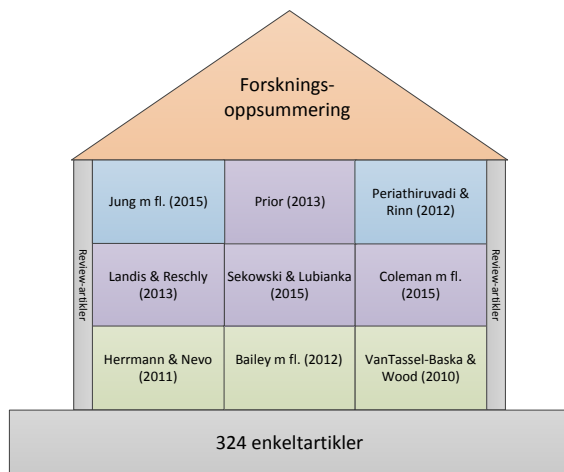 Forsknings-
oppsummering
Review-artikler
Jung m fl. (2015)
Prior (2013)
Periathiruvadi &
Rinn (2012)
Review-artikler
Landis & Reschly
(2013)
Sekowski & Lubianka
(2015)
Coleman m fl.
(2015)
Herrmann & Nevo
(2011)
Bailey m fl. (2012)
VanTassel-Baska &
Wood (2010)
324 enkeltartikler